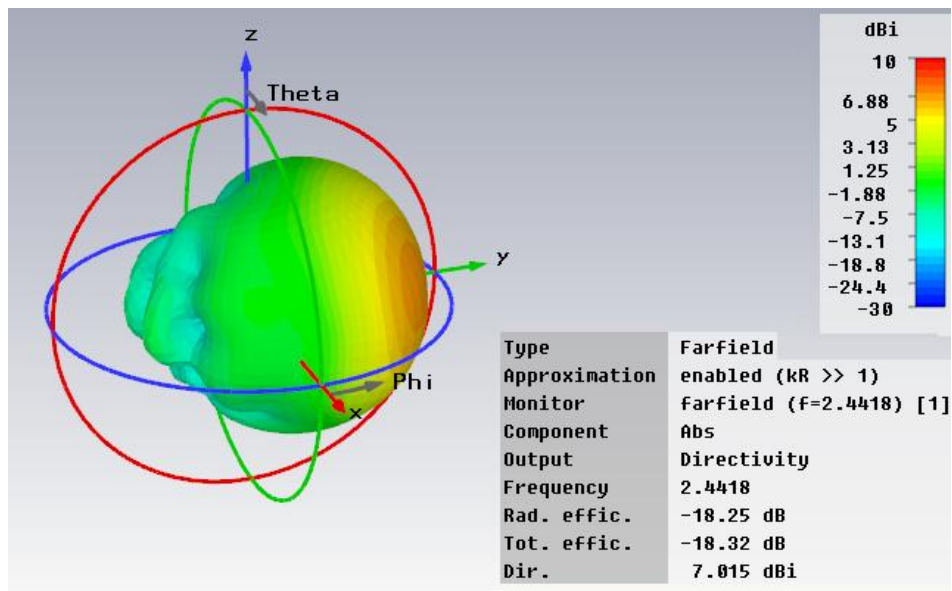 z
Theta
y
Phi
x
dBi
10
6.88
5
3.13
1.25
-1.88
-7.5
-13.1
-18.8
-24.4
-30
Type Farfield
Approximation enabled (kR >> 1)
Monitor farfield (f=2.4418) [1]
Component Abs
Output Directivity
Frequency 2.4418
Rad. effic. -18.25 dB
Tot. effic. -18.32 dB
Dir. 7.015 dBi